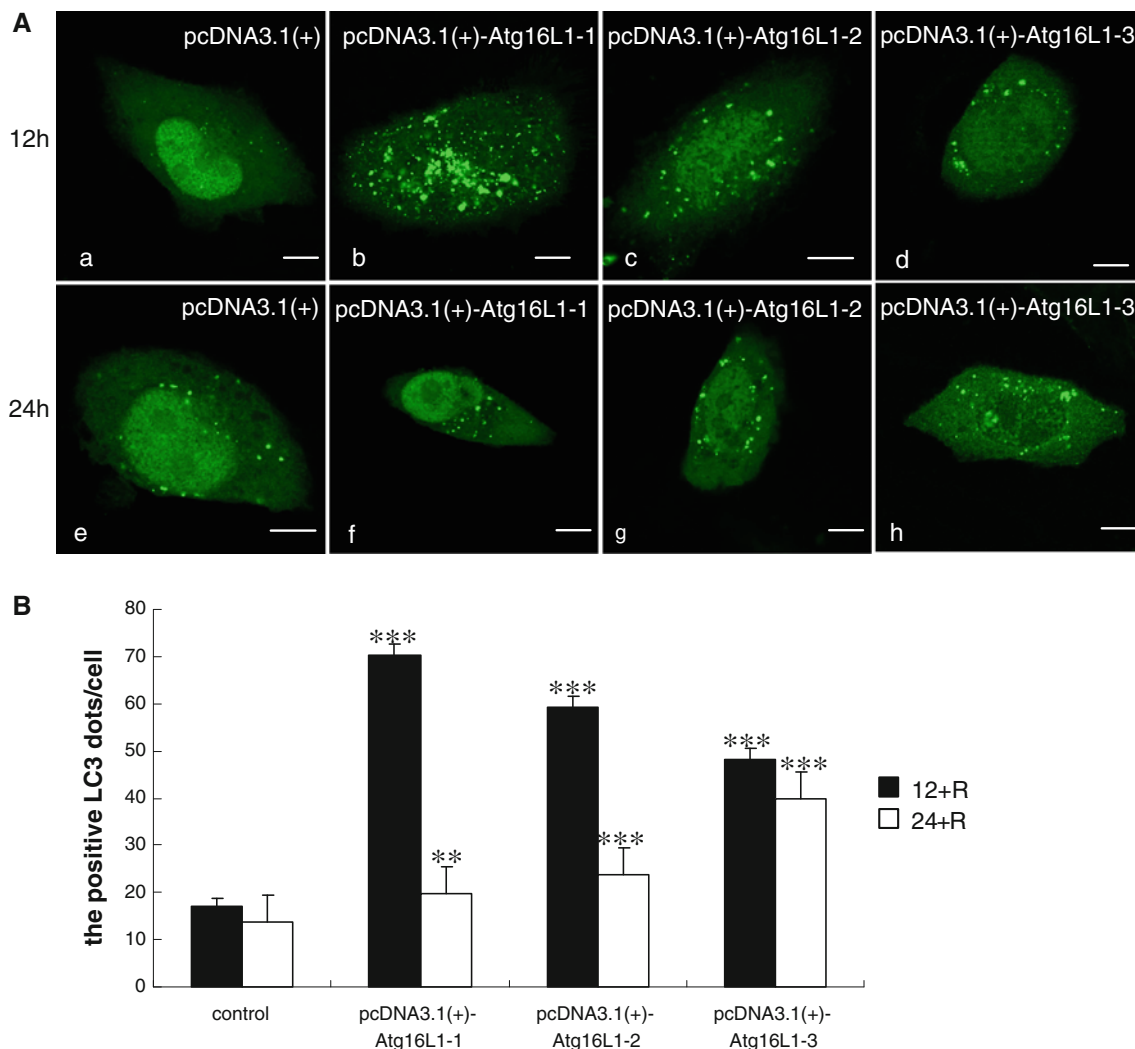 A
pcDNA3.1(+)
pcDNA3.1(+)-Atg16L1-1
pcDNA3.1(+)-Atg16L1-2
pcDNA3.1(+)-Atg16L1-3
12h
a
b
c
d
pcDNA3.1(+)
pcDNA3.1(+)-Atg16L1-1
pcDNA3.1(+)-Atg16L1-2
pcDNA3.1(+)-Atg16L1-3
24h
e
f
g
h
B
the positive LC3 dots/cell
80
70
60
50
40
30
20
10
0
***
**
***
***
***
***
control
pcDNA3.1(+)-
Atg16L1-1
pcDNA3.1(+)-
Atg16L1-2
pcDNA3.1(+)-
Atg16L1-3
12+R
24+R